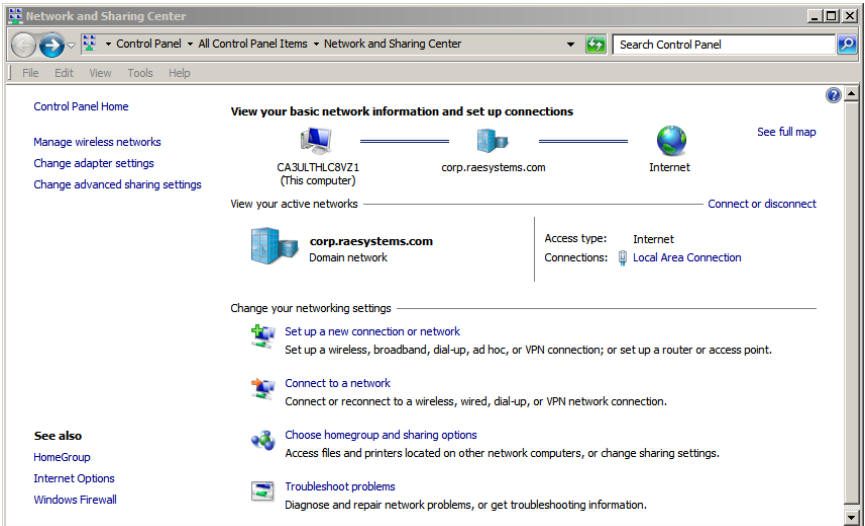 Network and Sharing Center
Control Panel ▾ All Control Panel Items ▾ Network and Sharing Center
Search Control Panel
File Edit View Tools Help
Control Panel Home
Manage wireless networks
Change adapter settings
Change advanced sharing settings
View your basic network information and set up connections
See full map
CA3ULTHLC8VZ1
(This computer)
corp.raesystems.com
Internet
View your active networks
Connect or disconnect
corp.raesystems.com
Domain network
Access type: Internet
Connections: Local Area Connection
Change your networking settings
Set up a new connection or network
Set up a wireless, broadband, dial-up, ad hoc, or VPN connection; or set up a router or access point.
Connect to a network
Connect or reconnect to a wireless, wired, dial-up, or VPN network connection.
Choose homegroup and sharing options
Access files and printers located on other network computers, or change sharing settings.
Troubleshoot problems
Diagnose and repair network problems, or get troubleshooting information.
See also
HomeGroup
Internet Options
Windows Firewall